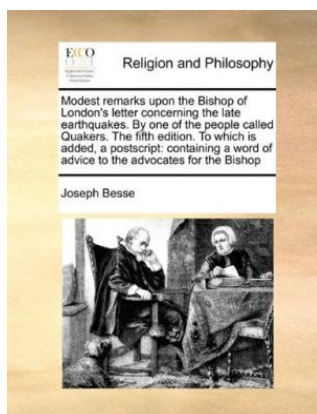 ECCO
Religion and Philosophy
Modest remarks upon the Bishop of
London's letter concerning the late
earthquakes. By one of the people called
Quakers. The fifth edition. To which is
added, a postscript: containing a word of
advice to the advocates for the Bishop
Joseph Besse